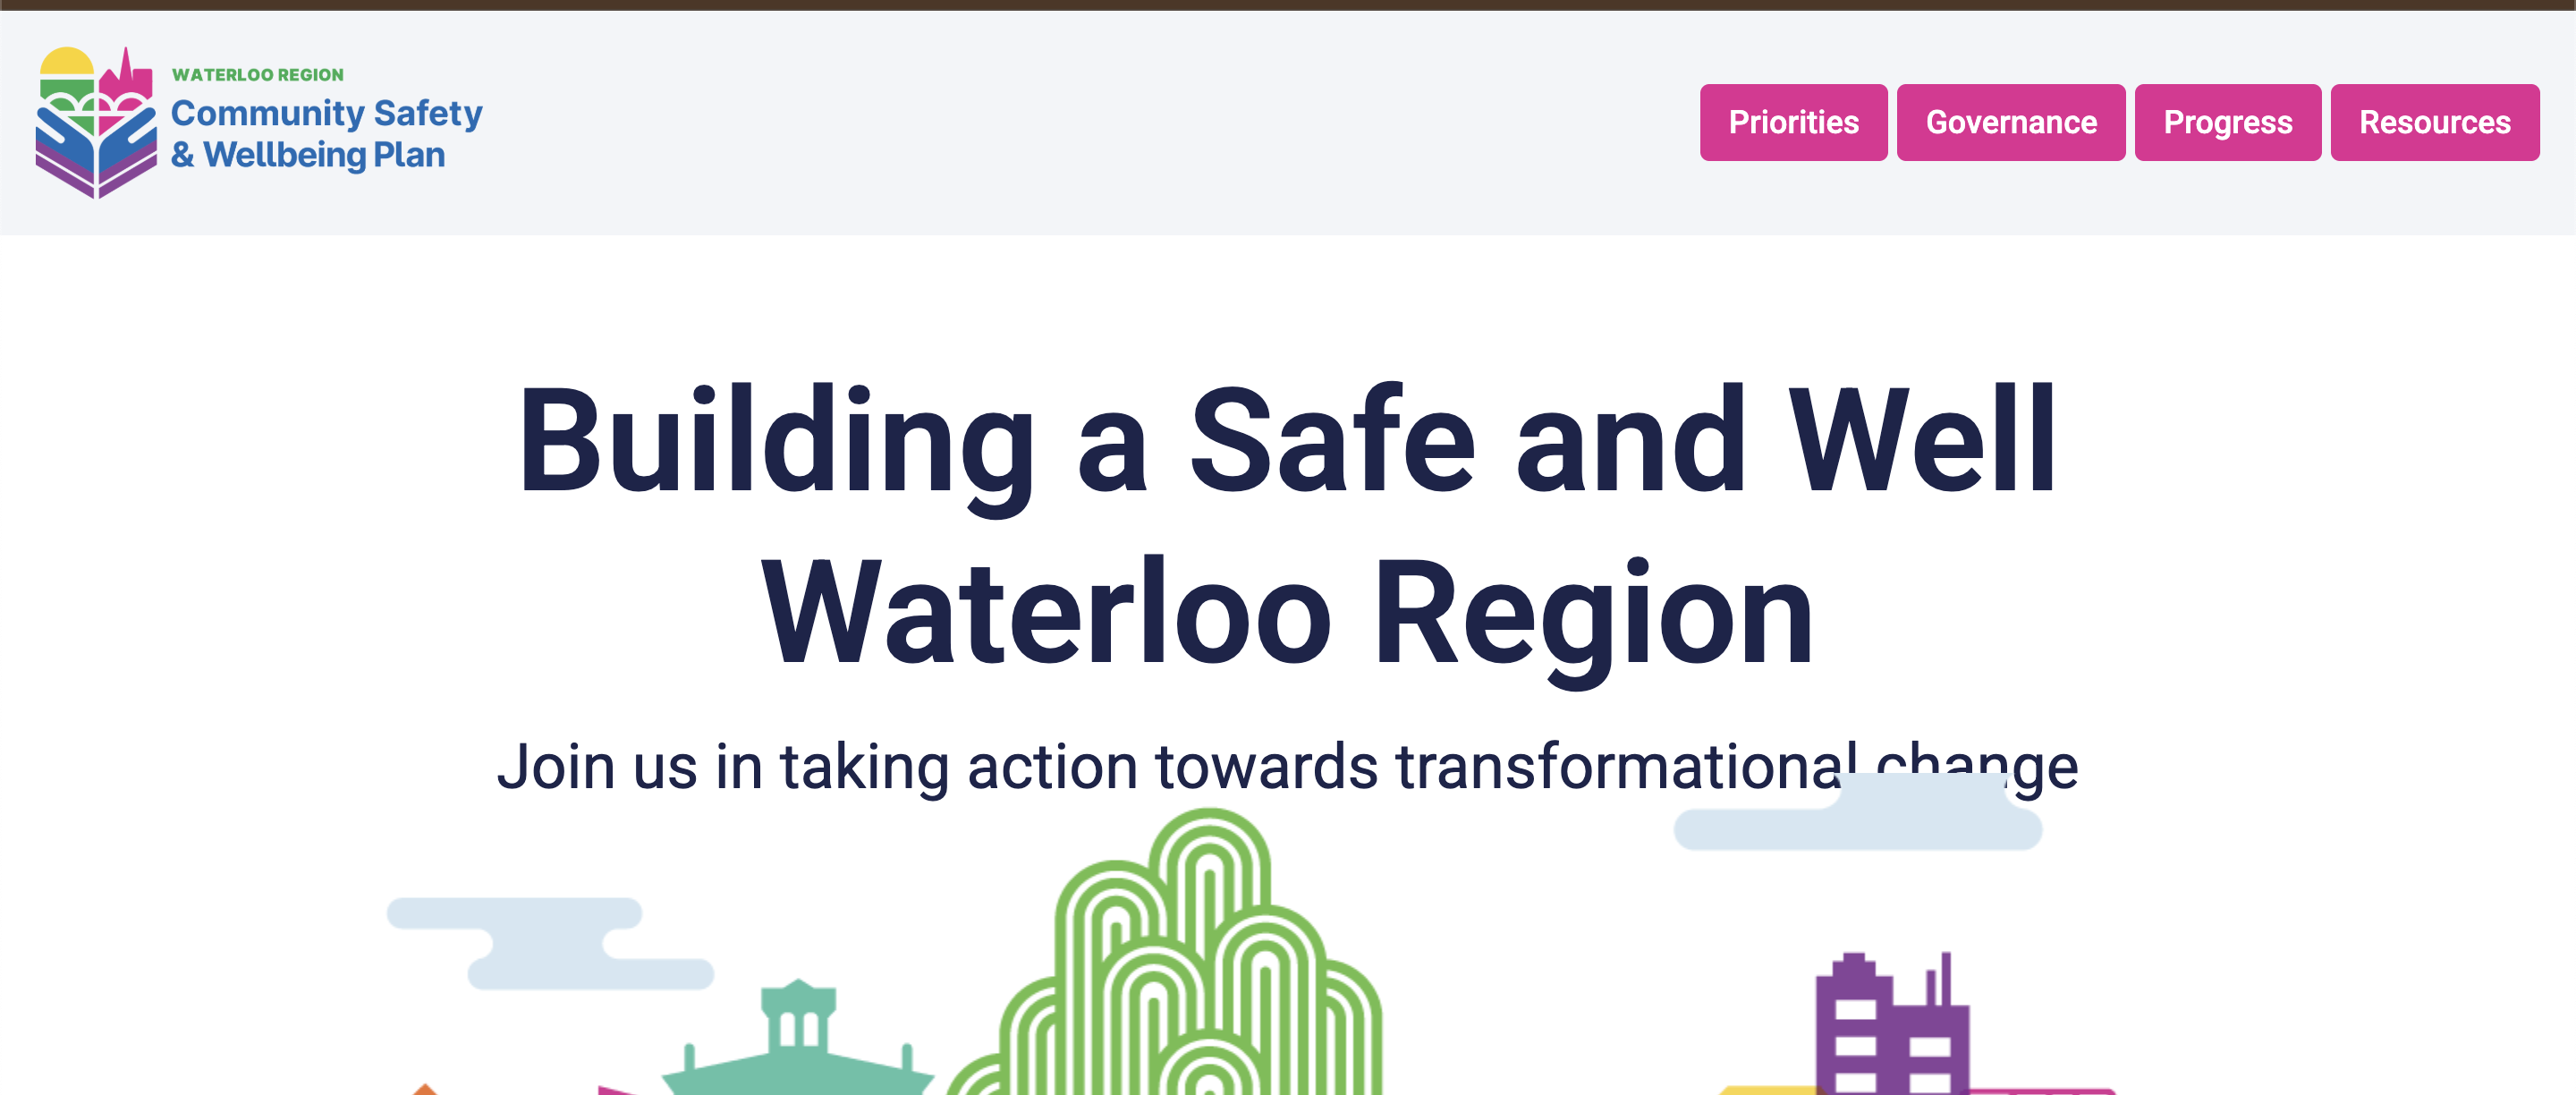 WATERLOO REGION
Community Safety
& Wellbeing Plan
Priorities
Governance
Progress
Resources
Building a Safe and Well
Waterloo Region
Join us in taking action towards transformational change